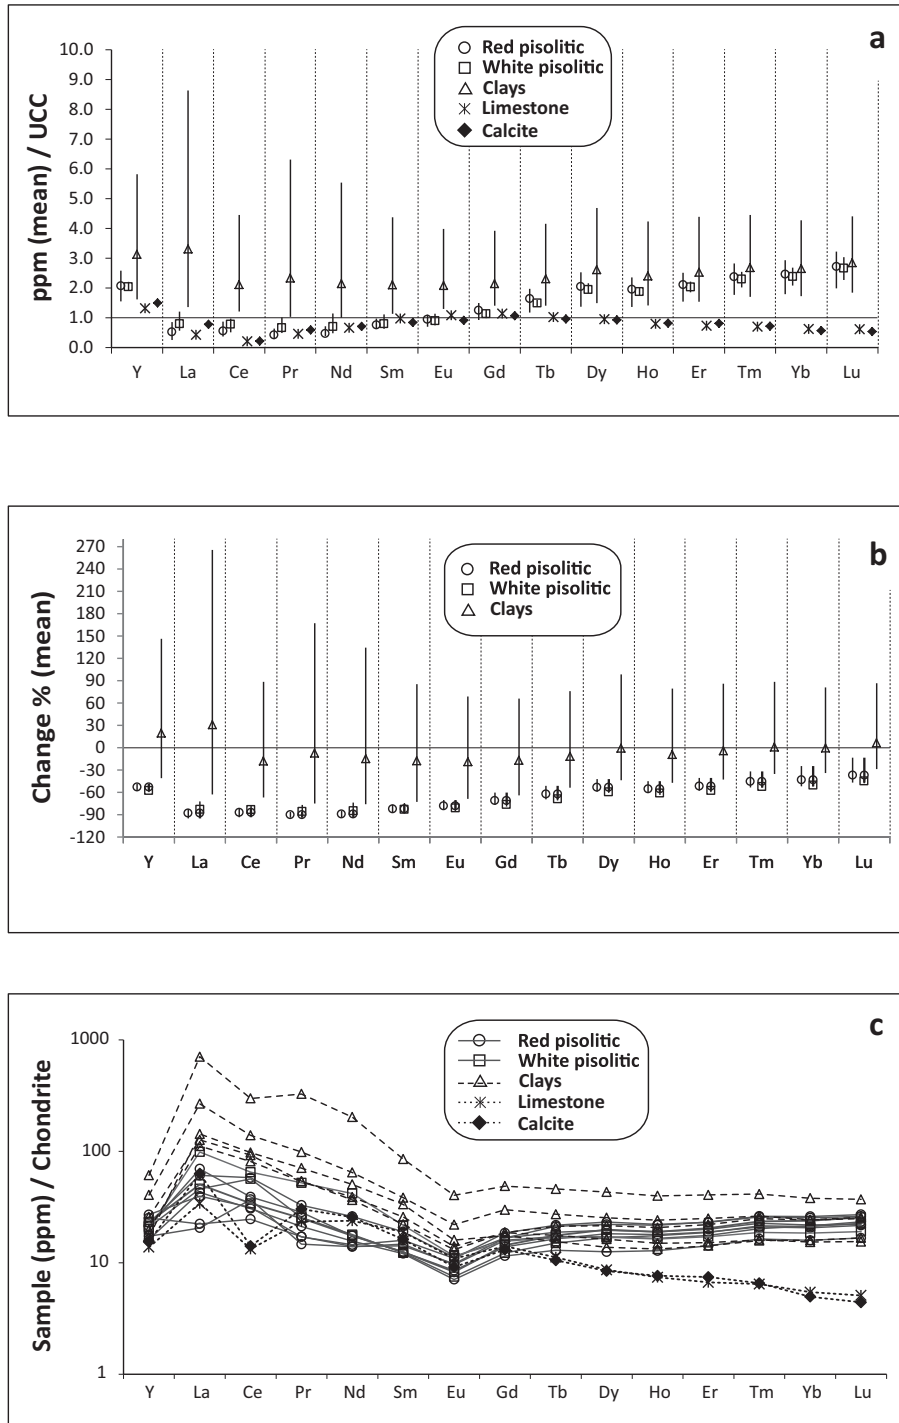 a
Red pisolitic
White pisolitic
Clays
Limestone
Calcite
ppm (mean) / UCC
10.0
9.0
8.0
7.0
6.0
5.0
4.0
3.0
2.0
1.0
0.0
Y La Ce Pr Nd Sm Eu Gd Tb Dy Ho Er Tm Yb Lu
b
Red pisolitic
White pisolitic
Clays
Change % (mean)
270
240
210
180
150
120
90
60
30
0
-30
-60
-90
-120
Y La Ce Pr Nd Sm Eu Gd Tb Dy Ho Er Tm Yb Lu
c
Red pisolitic
White pisolitic
Clays
Limestone
Calcite
Sample (ppm) / Chondrite
1000
100
10
1
Y La Ce Pr Nd Sm Eu Gd Tb Dy Ho Er Tm Yb Lu